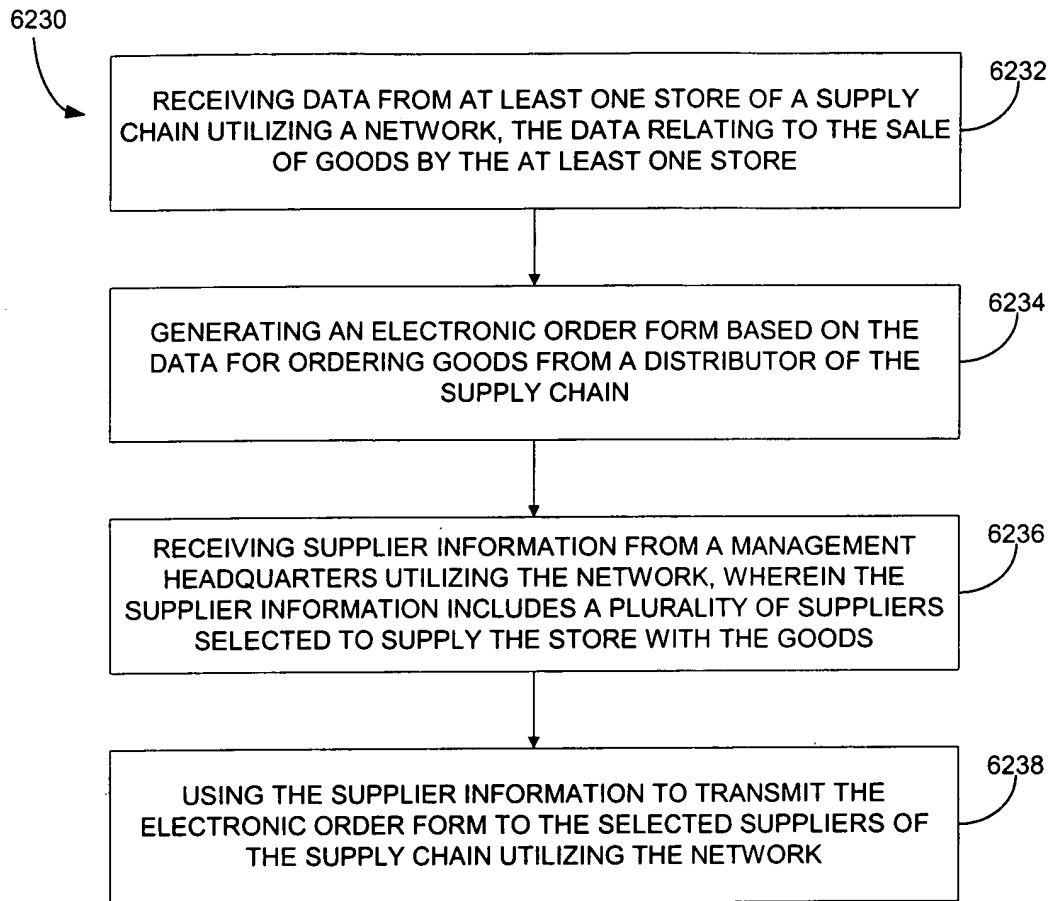 6230
6232
RECEIVING DATA FROM AT LEAST ONE STORE OF A SUPPLY
CHAIN UTILIZING A NETWORK, THE DATA RELATING TO THE SALE
OF GOODS BY THE AT LEAST ONE STORE
6234
GENERATING AN ELECTRONIC ORDER FORM BASED ON THE
DATA FOR ORDERING GOODS FROM A DISTRIBUTOR OF THE
SUPPLY CHAIN
6236
RECEIVING SUPPLIER INFORMATION FROM A MANAGEMENT
HEADQUARTERS UTILIZING THE NETWORK, WHEREIN THE
SUPPLIER INFORMATION INCLUDES A PLURALITY OF SUPPLIERS
SELECTED TO SUPPLY THE STORE WITH THE GOODS
6238
USING THE SUPPLIER INFORMATION TO TRANSMIT THE
ELECTRONIC ORDER FORM TO THE SELECTED SUPPLIERS OF
THE SUPPLY CHAIN UTILIZING THE NETWORK